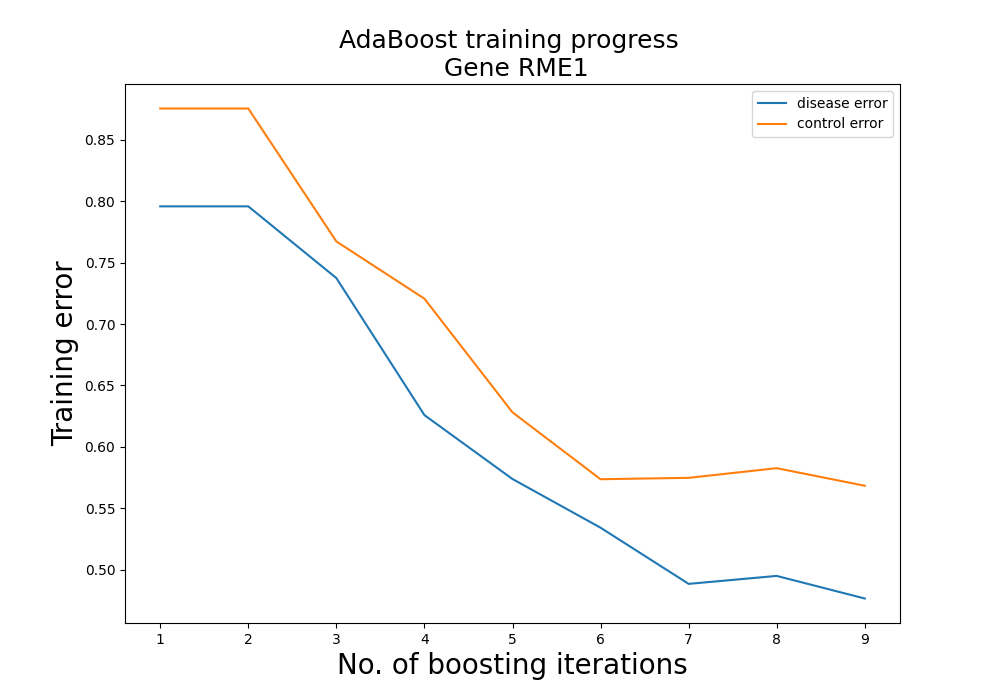 AdaBoost training progress
Gene RME1
disease error
control error
0.85
0.80
0.75
0.70
0.65
0.60
0.55
0.50
Training error
1 2 3 4 5 6 7 8 9
No. of boosting iterations